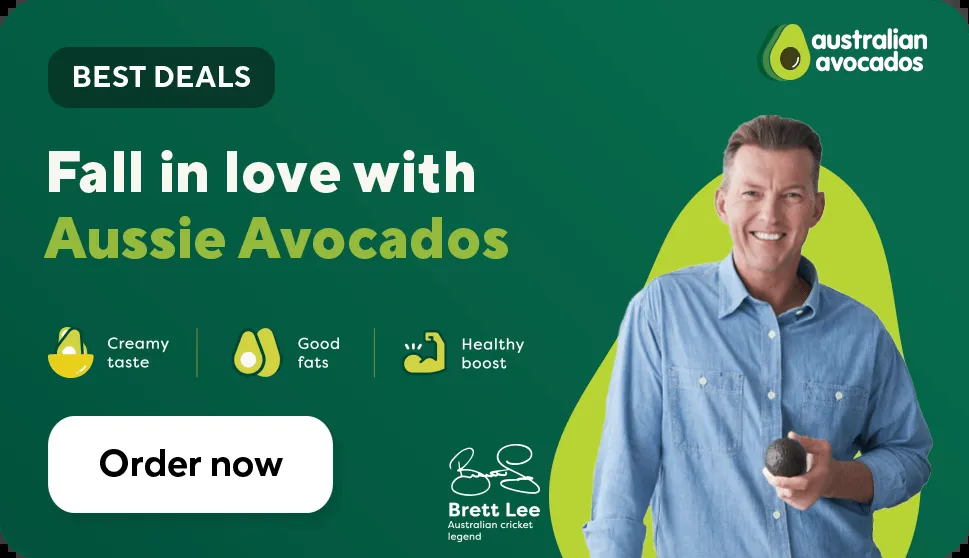 BEST DEALS
australian
avocados
Fall in love with
Aussie Avocados
Creamy
taste
Good
fats
Healthy
boost
Order now
Brett Lee
Australian cricket
legend